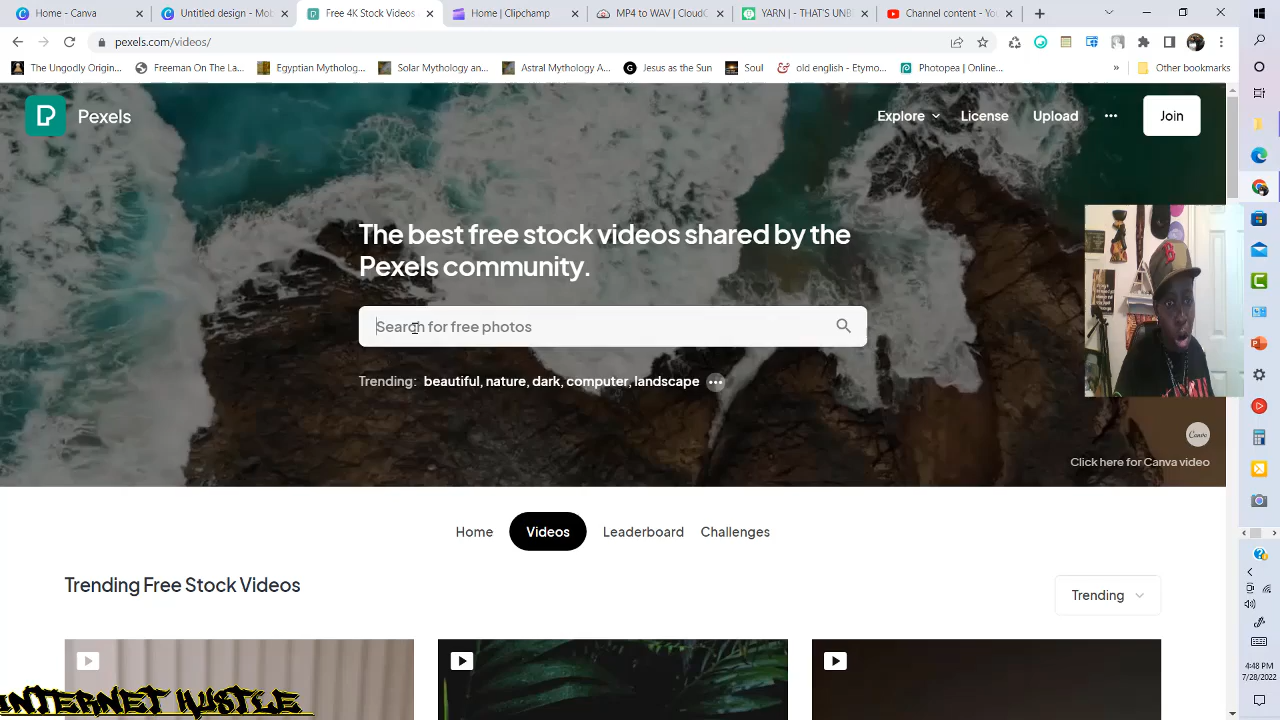 Home - Canva
Untitled design - Mob
Free 4K Stock Videos
Home | Clipchamp
MP4 to WAV | CloudC
YARN | - THAT'S UNB
Channel content - Yo
pexels.com/videos/
The Ungodly Origin...
Freeman On The La...
Egyptian Mytholog...
Solar Mythology an...
Astral Mythology A...
Jesus as the Sun
Soul
old english - Etymo...
Photopea | Online...
»
Other bookmarks
Pexels
Explore
License
Upload
Join
The best free stock videos shared by the
Pexels community.
Search for free photos
Trending: beautiful, nature, dark, computer, landscape
Canva
Click here for Canva video
Home
Videos
Leaderboard
Challenges
Trending Free Stock Videos
Trending
INTERNET HUSTLE
4:48 PM
7/28/2022